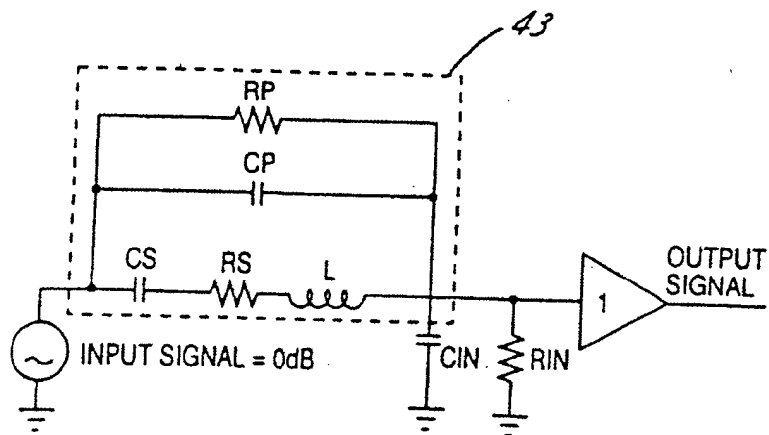 43
RP
CP
CS RS L
OUTPUT
SIGNAL
1
INPUT SIGNAL = 0dB
CIN
RIN